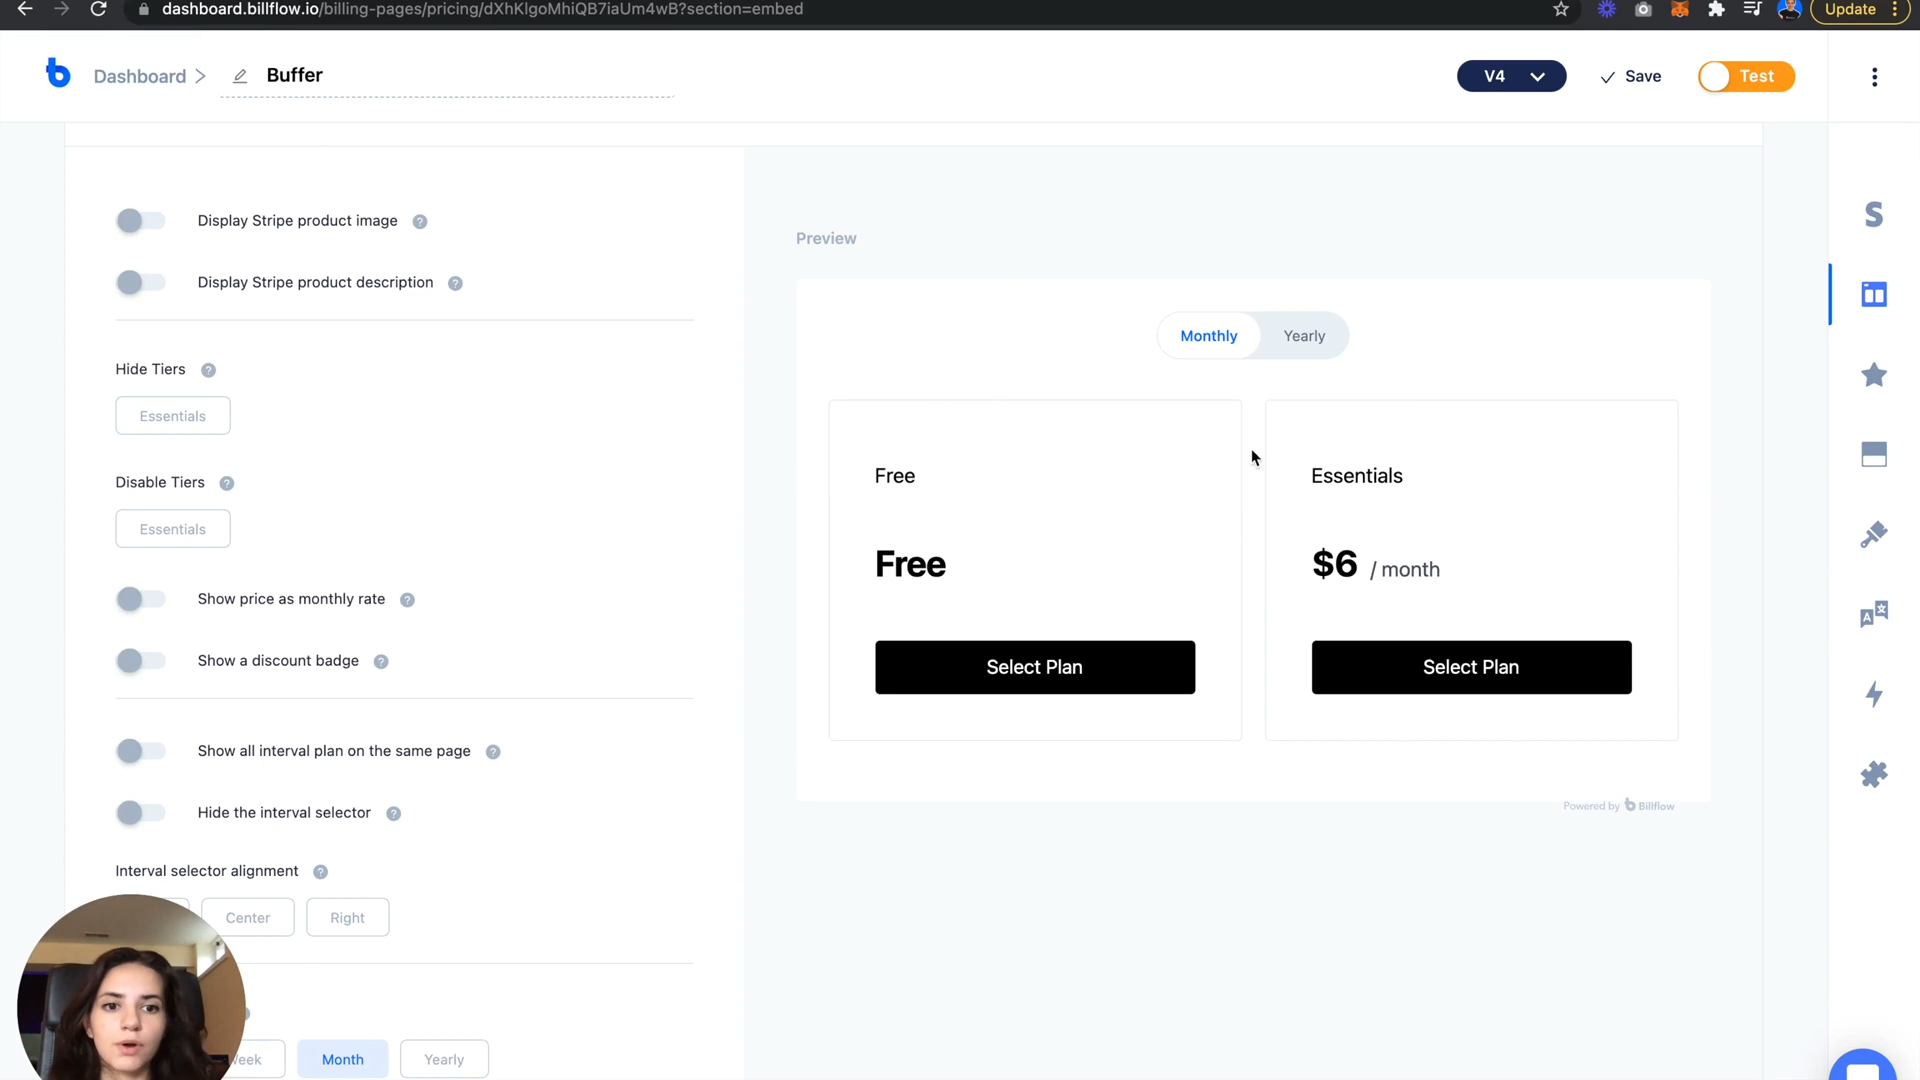 dashboard.billflow.io/billing-pages/pricing/dXhKlgoMhiQB7iaUm4wB?section=embed
Update
Dashboard > Buffer
V4
Save
Test
Display Stripe product image ?
Display Stripe product description ?
Hide Tiers ?
Essentials
Disable Tiers ?
Essentials
Show price as monthly rate ?
Show a discount badge ?
Show all interval plan on the same page ?
Hide the interval selector ?
Interval selector alignment ?
Center
Right
Month
Yearly
Preview
Monthly
Yearly
Free
Free
Select Plan
Essentials
$6 / month
Select Plan
Powered by Billflow